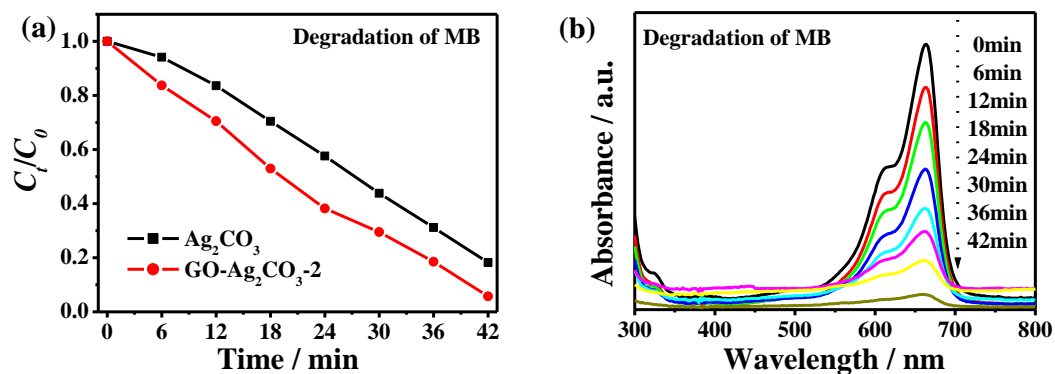 (a)
Degradation of MB
1.0
0.8
0.6
0.4
0.2
0.0
Cₜ/C₀
Ag₂CO₃
GO-Ag₂CO₃-2
0 6 12 18 24 30 36 42
Time / min
(b)
Degradation of MB
0min
6min
12min
18min
24min
30min
36min
42min
Absorbance / a.u.
300 400 500 600 700 800
Wavelength / nm